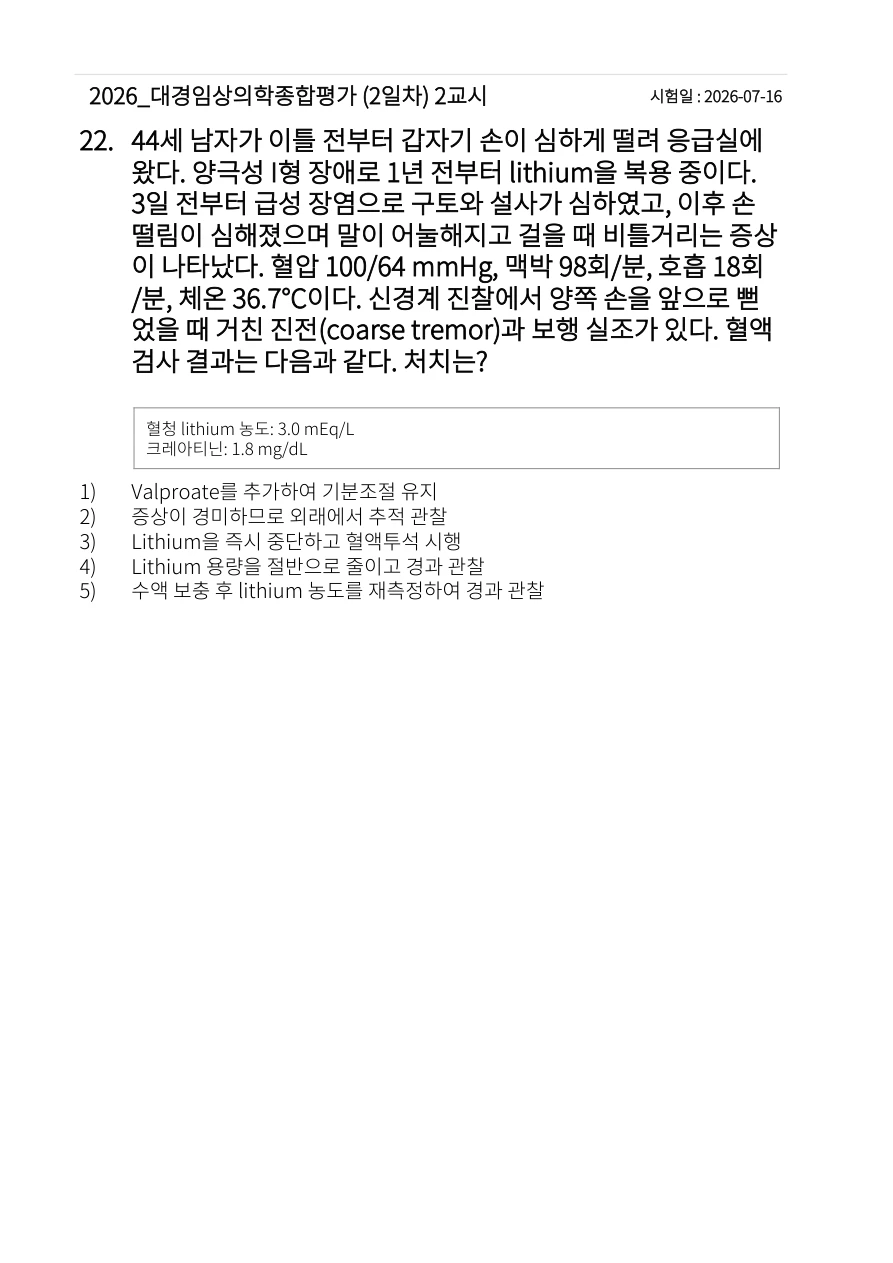 2026_대경임상의학종합평가 (2일차) 2교시
시험일 : 2026-07-16
22. 44세 남자가 이틀 전부터 갑자기 손이 심하게 떨려 응급실에
왔다. 양극성 I형 장애로 1년 전부터 lithium을 복용 중이다.
3일 전부터 급성 장염으로 구토와 설사가 심하였고, 이후 손
떨림이 심해졌으며 말이 어눌해지고 걸을 때 비틀거리는 증상
이 나타났다. 혈압 100/64 mmHg, 맥박 98회/분, 호흡 18회
/분, 체온 36.7℃이다. 신경계 진찰에서 양쪽 손을 앞으로 뻗
었을 때 거친 진전(coarse tremor)과 보행 실조가 있다. 혈액
검사 결과는 다음과 같다. 처치는?
혈청 lithium 농도: 3.0 mEq/L
크레아티닌: 1.8 mg/dL
1) Valproate를 추가하여 기분조절 유지
2) 증상이 경미하므로 외래에서 추적 관찰
3) Lithium을 즉시 중단하고 혈액투석 시행
4) Lithium 용량을 절반으로 줄이고 경과 관찰
5) 수액 보충 후 lithium 농도를 재측정하여 경과 관찰